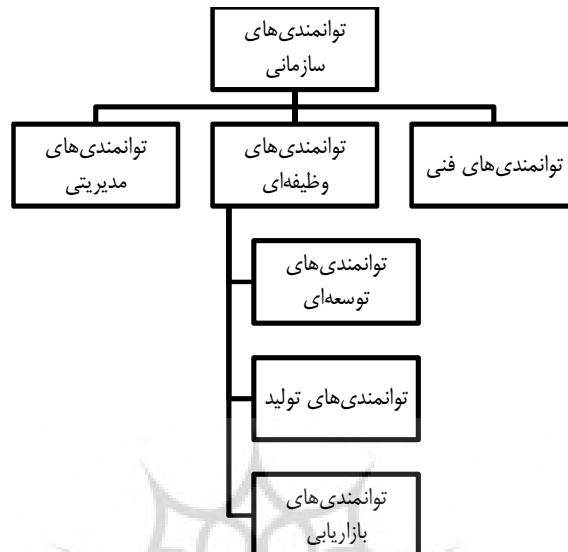 توانمندی‌های
سازمانی
توانمندی‌های فنی
توانمندی‌های
وظیفه‌ای
توانمندی‌های
مدیریتی
توانمندی‌های
توسعه‌ای
توانمندی‌های تولید
توانمندی‌های
بازاریابی